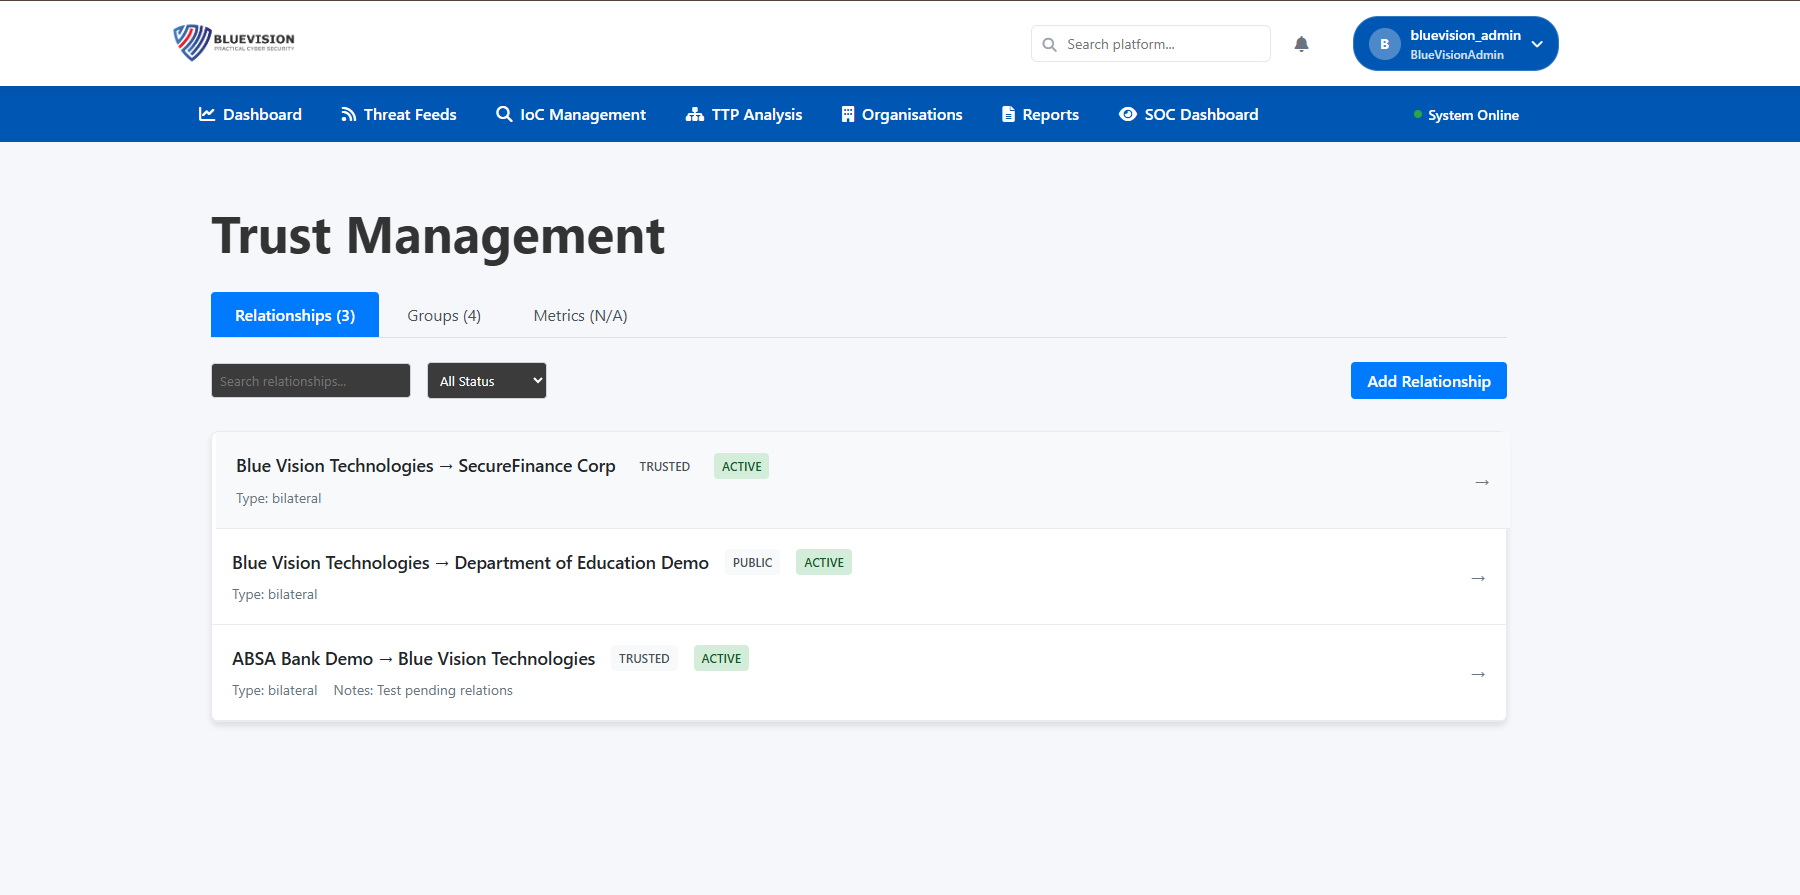 BLUEVISION
PRACTICAL CYBER SECURITY
Search platform...
B
bluevision_admin
BlueVisionAdmin
Dashboard
Threat Feeds
IoC Management
TTP Analysis
Organisations
Reports
SOC Dashboard
System Online
Trust Management
Relationships (3)
Groups (4)
Metrics (N/A)
Search relationships...
All Status
Add Relationship
Blue Vision Technologies → SecureFinance Corp TRUSTED ACTIVE
Type: bilateral
→
Blue Vision Technologies → Department of Education Demo PUBLIC ACTIVE
Type: bilateral
→
ABSA Bank Demo → Blue Vision Technologies TRUSTED ACTIVE
Type: bilateral Notes: Test pending relations
→